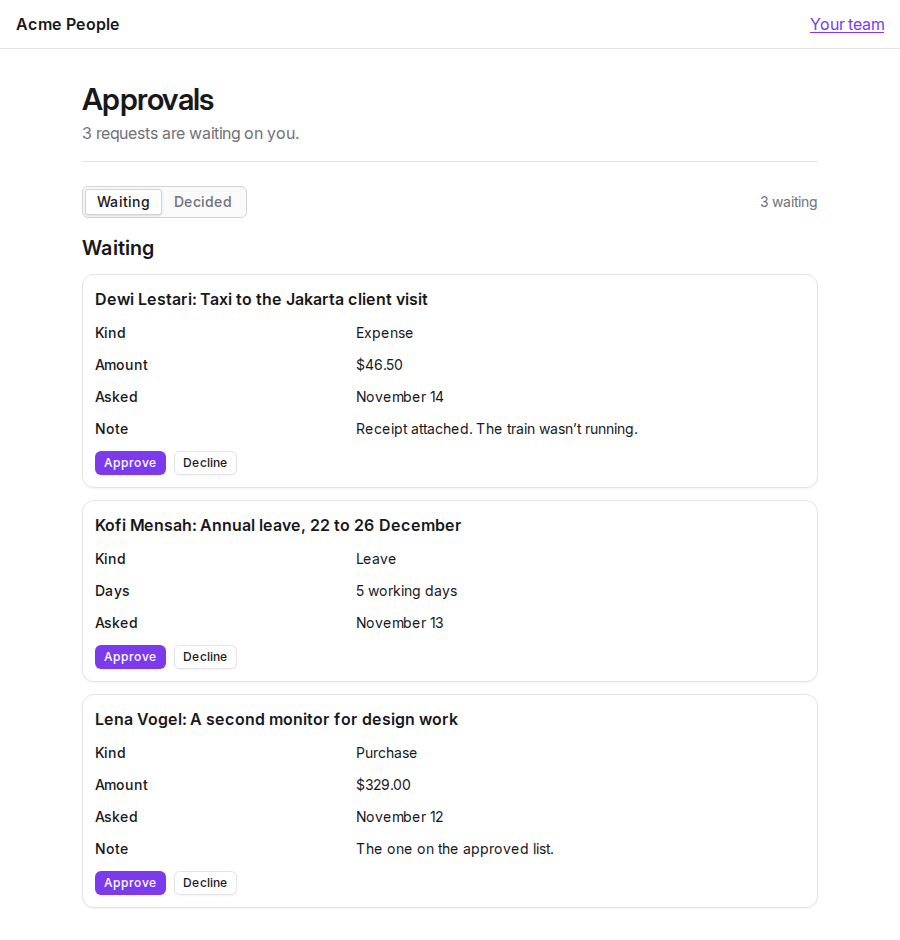 Acme People
Your team
Approvals
3 requests are waiting on you.
Waiting
Decided
3 waiting
Waiting
Dewi Lestari: Taxi to the Jakarta client visit
Kind
Expense
Amount
$46.50
Asked
November 14
Note
Receipt attached. The train wasn’t running.
Approve
Decline
Kofi Mensah: Annual leave, 22 to 26 December
Kind
Leave
Days
5 working days
Asked
November 13
Approve
Decline
Lena Vogel: A second monitor for design work
Kind
Purchase
Amount
$329.00
Asked
November 12
Note
The one on the approved list.
Approve
Decline